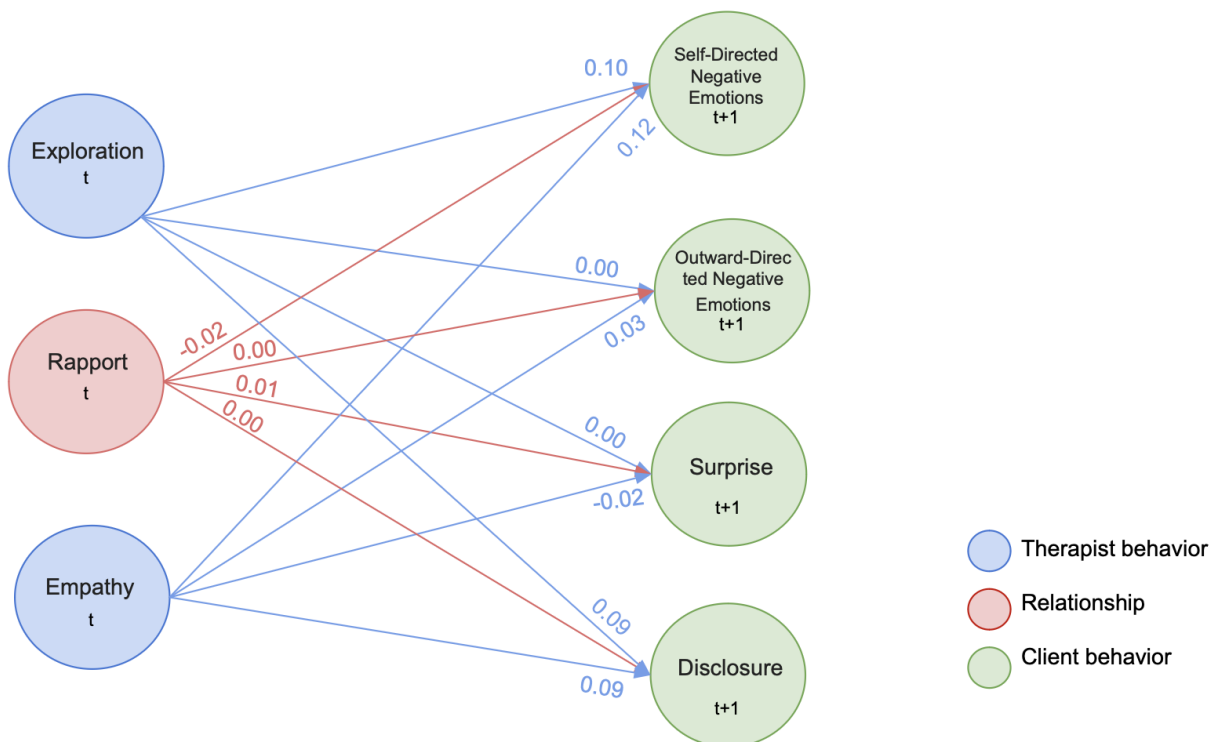 Exploration
t
Rapport
t
Empathy
t
0.10
0.12
0.00
0.03
-0.02
0.00
0.01
0.00
0.00
-0.02
0.09
0.09
Self-Directed
Negative
Emotions
t+1
Outward-Direc
ted Negative
Emotions
t+1
Surprise
t+1
Disclosure
t+1
Therapist behavior
Relationship
Client behavior